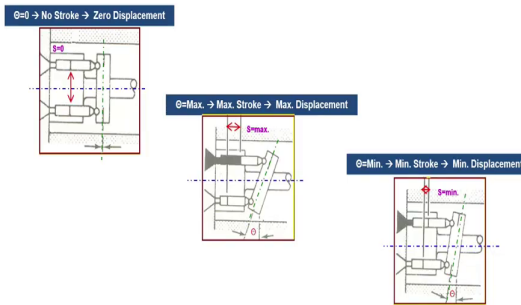 Θ=0 → No Stroke → Zero Displacement
S=0
Θ=Max. → Max. Stroke → Max. Displacement
S=max.
Θ
Θ=Min. → Min. Stroke → Min. Displacement
S=min.
Θ